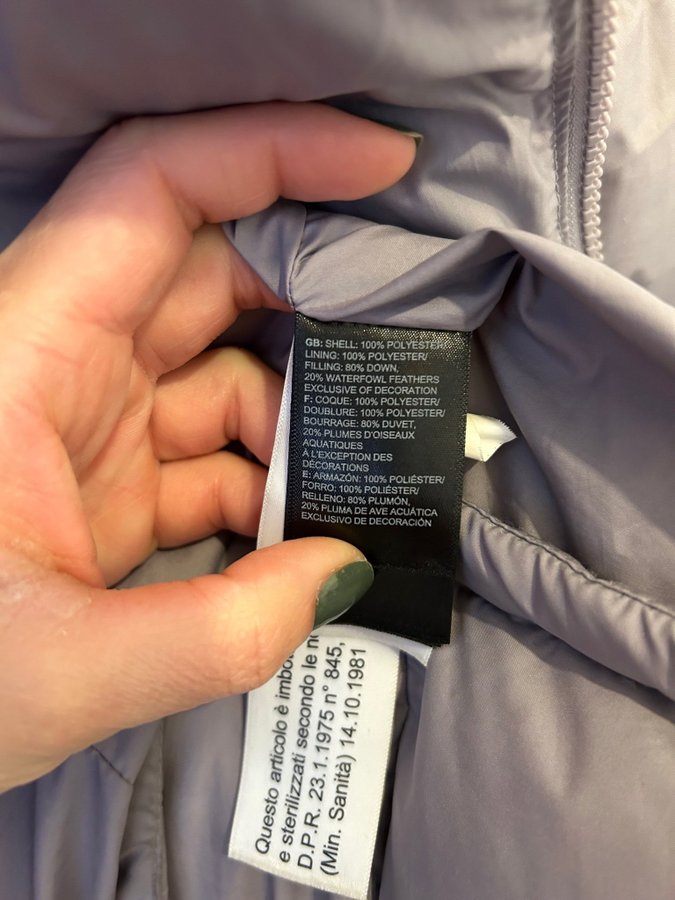 GB: SHELL: 100% POLYESTER/
LINING: 100% POLYESTER/
FILLING: 80% DOWN,
20% WATERFOWL FEATHERS
EXCLUSIVE OF DECORATION
F: COQUE: 100% POLYESTER/
DOUBLURE: 100% POLYESTER/
BOURRAGE: 80% DUVET,
20% PLUMES D'OISEAUX
AQUATIQUES
À L'EXCEPTION DES
DÉCORATIONS
E: ARMAZÓN: 100% POLIÉSTER/
FORRO: 100% POLIÉSTER/
RELLENO: 80% PLUMÓN,
20% PLUMA DE AVE ACUÁTICA
EXCLUSIVO DE DECORACIÓN
Questo articolo è
e sterilizzati secondo le
D.P.R. 23.1.1975 n° 845,
(Min. Sanità) 14.10.1981